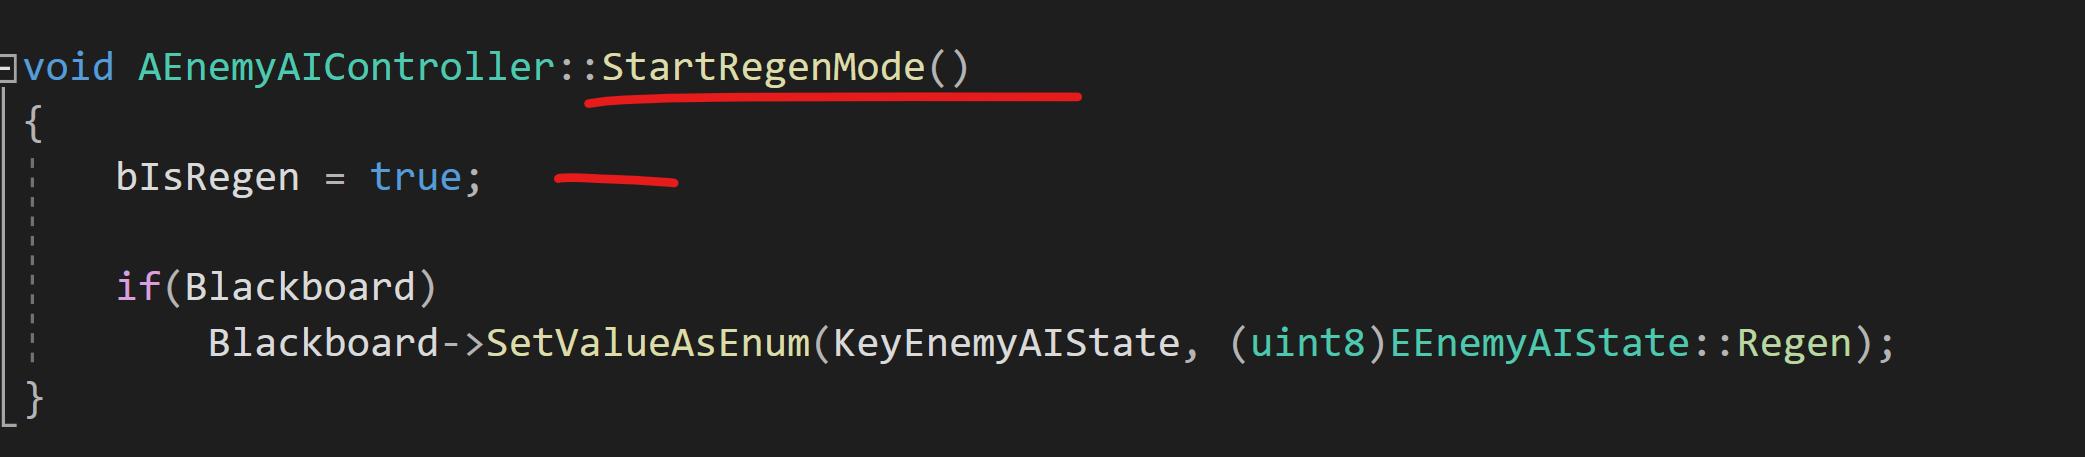 void AEnemyAIController::StartRegenMode()
{
bIsRegen = true;
if(Blackboard)
Blackboard->SetValueAsEnum(KeyEnemyAIState, (uint8)EEnemyAIState::Regen);
}